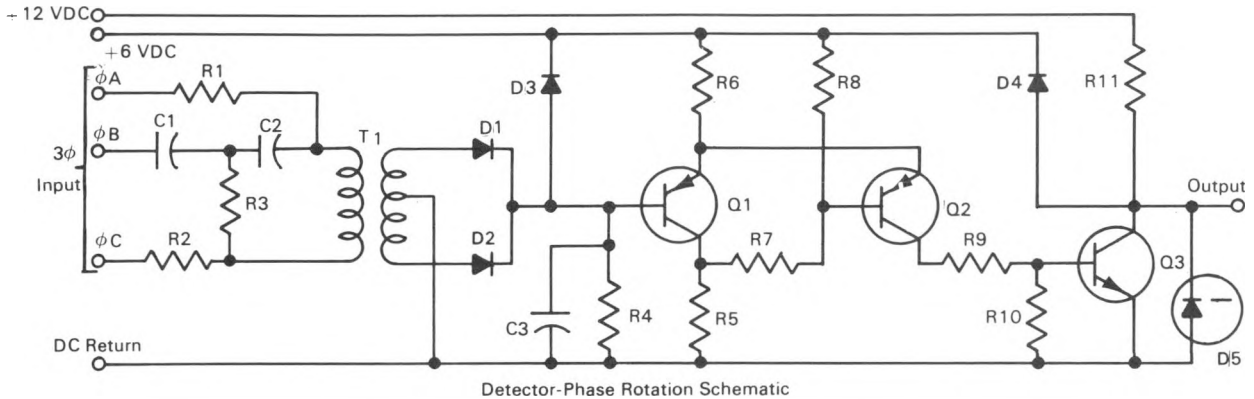 + 12 VDC
+6 VDC
ϕA
R1
D3
R6
R8
D4
R11
ϕB
C1
C2
T1
D1
3ϕ
Input
R3
Q1
Q2
Output
ϕC
R2
D2
R7
R9
Q3
C3
R4
R5
R10
D5
DC Return
Detector-Phase Rotation Schematic